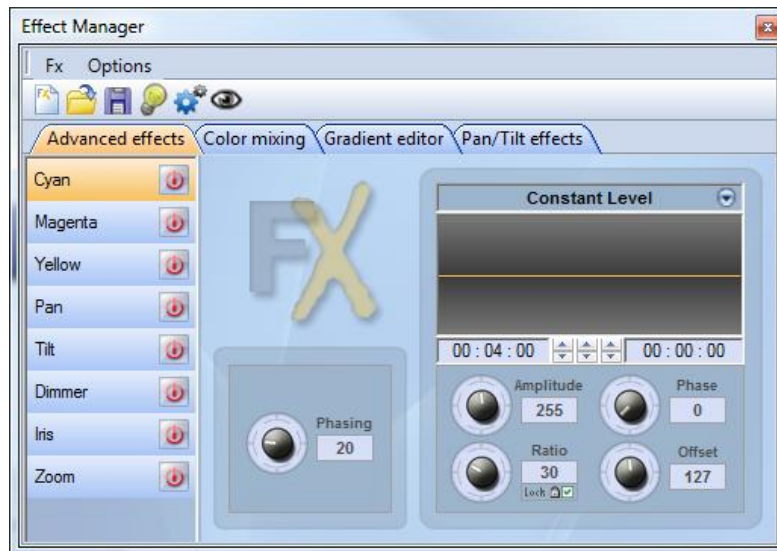 Effect Manager
Fx Options
FX
Advanced effects Color mixing Gradient editor Pan/Tilt effects
Cyan
Magenta
Yellow
Pan
Tilt
Dimmer
Iris
Zoom
FX
Phasing
20
Constant Level
00 : 04 : 00 00 : 00 : 00
Amplitude Phase
255 0
Ratio Offset
30 127
Lock